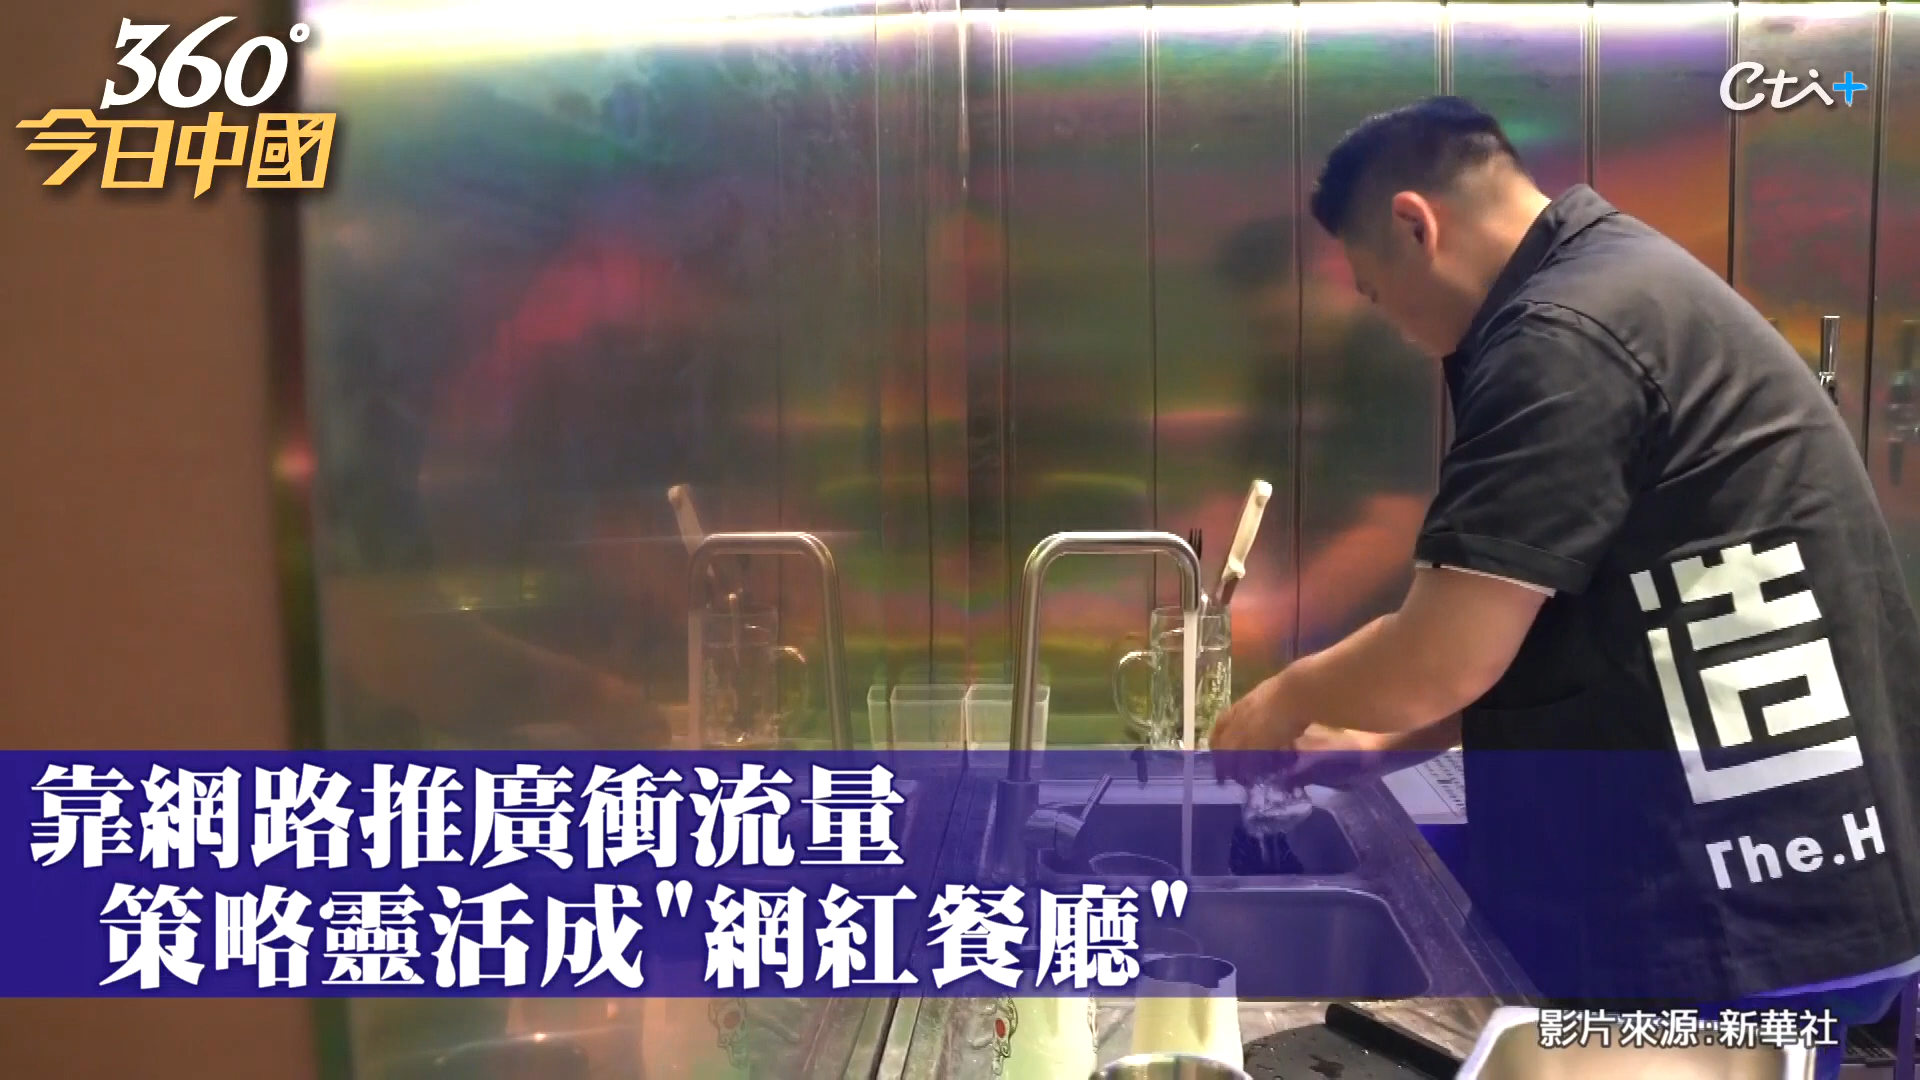 360°
今日中國
Cti+
造
The.H
靠網路推廣衝流量
策略靈活成"網紅餐廳"
影片來源:新華社